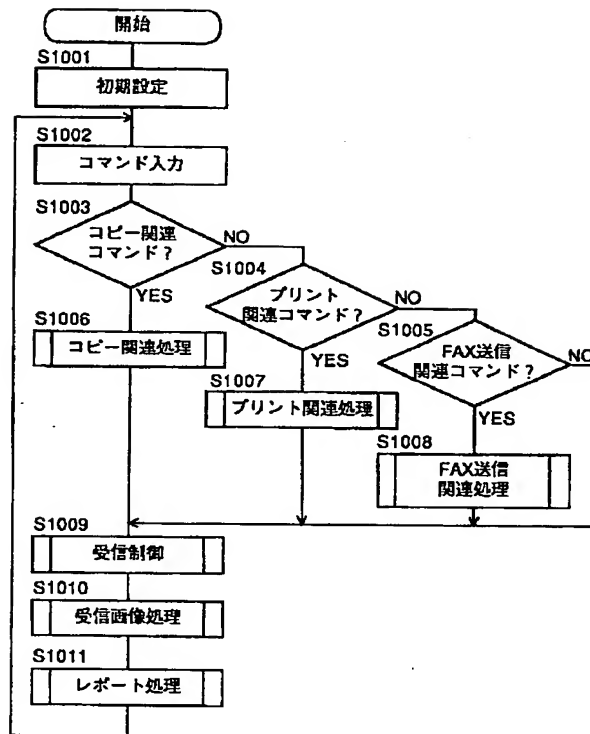 開始
S1001
初期設定
S1002
コマンド入力
S1003
コピー関連
コマンド?
NO
YES
S1004
プリント
関連コマンド?
NO
YES
S1005
FAX送信
関連コマンド?
NO
YES
S1006
コピー関連処理
S1007
プリント関連処理
S1008
FAX送信
関連処理
S1009
受信制御
S1010
受信画像処理
S1011
レポート処理